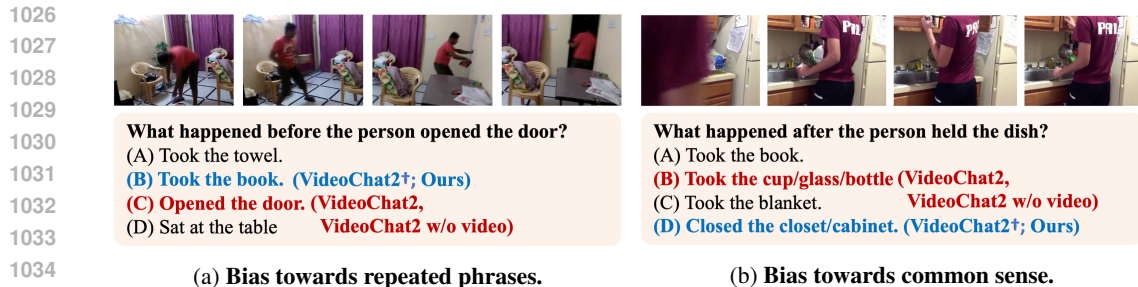 1026
1027
1028
1029
1030
1031
1032
1033
1034
What happened before the person opened the door?
(A) Took the towel.
(B) Took the book. (VideoChat2†; Ours)
(C) Opened the door. (VideoChat2,
(D) Sat at the table VideoChat2 w/o video)
(a) Bias towards repeated phrases.
What happened after the person held the dish?
(A) Took the book.
(B) Took the cup/glass/bottle (VideoChat2,
(C) Took the blanket. VideoChat2 w/o video)
(D) Closed the closet/cabinet. (VideoChat2†; Ours)
(b) Bias towards common sense.